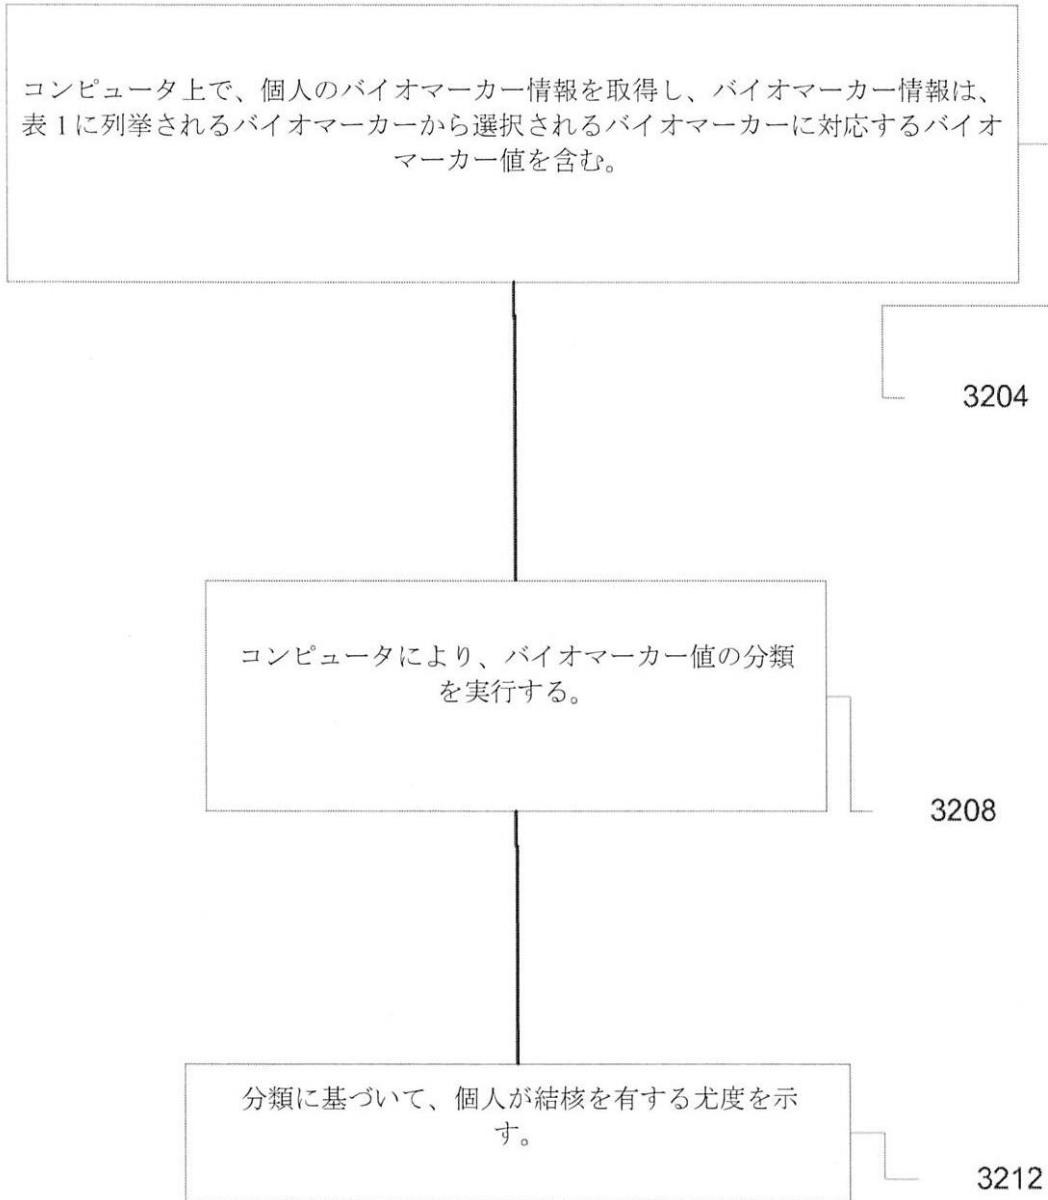 コンピュータ上で、個人のバイオマーカー情報を取得し、バイオマーカー情報は、
表１に列挙されるバイオマーカーから選択されるバイオマーカーに対応するバイオ
マーカー値を含む。
3204
コンピュータにより、バイオマーカー値の分類
を実行する。
3208
分類に基づいて、個人が結核を有する尤度を示
す。
3212